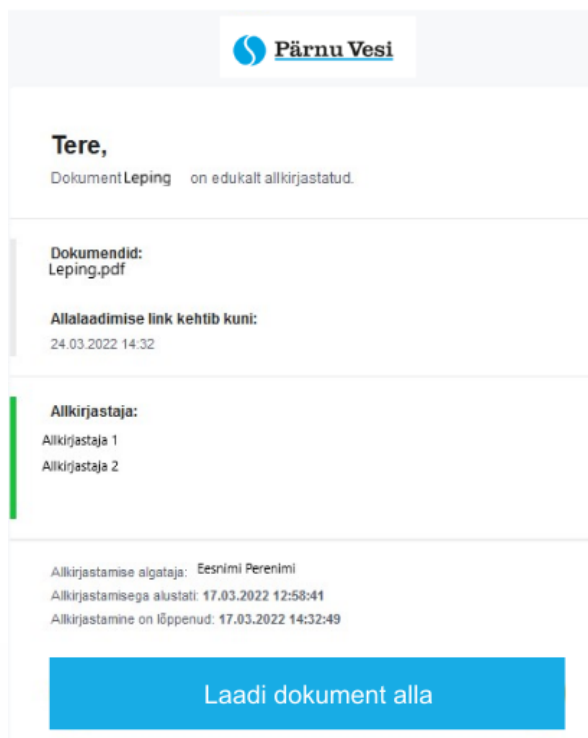 Pärnu Vesi
Tere,
Dokument Leping on edukalt allkirjastatud.
Dokumendid:
Leping.pdf
Allalaadimise link kehtib kuni:
24.03.2022 14:32
Allkirjastaja:
Allkirjastaja 1
Allkirjastaja 2
Allkirjastamise algataja: Eesnimi Perenimi
Allkirjastamisega alustati: 17.03.2022 12:58:41
Allkirjastamine on lõppenud: 17.03.2022 14:32:49
Laadi dokument alla